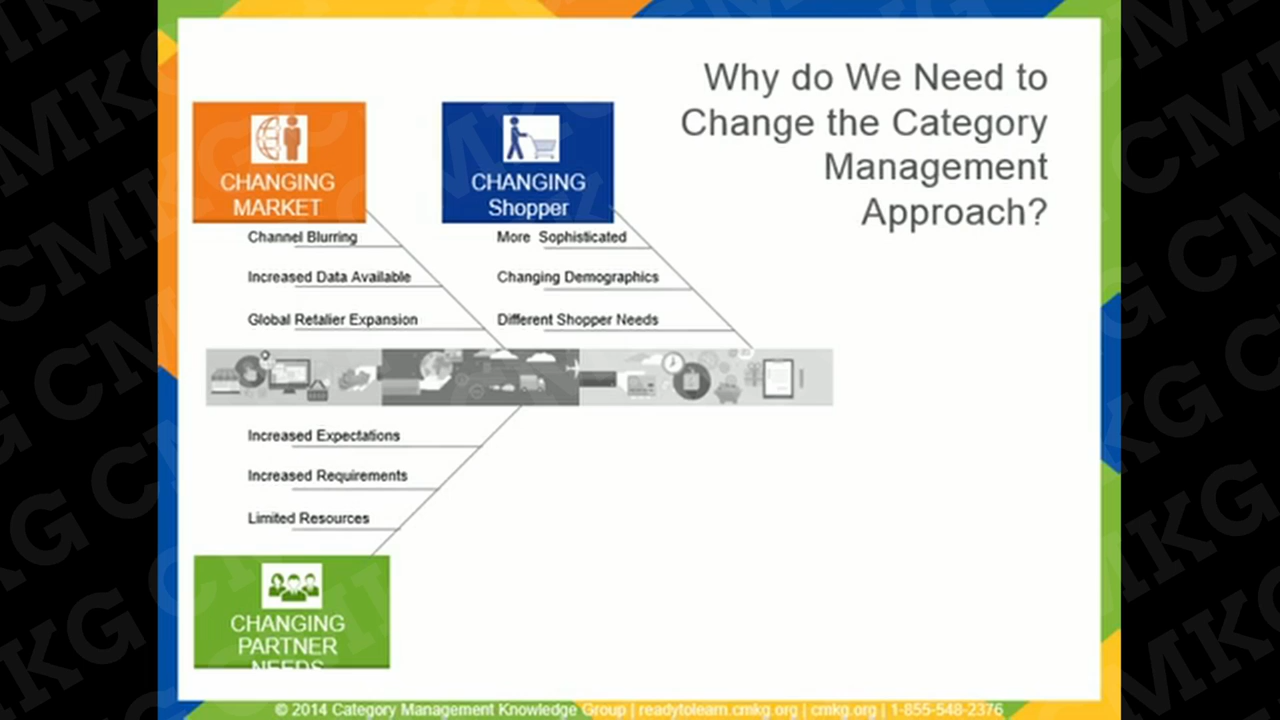 Why do We Need to
Change the Category
Management
Approach?
CHANGING
MARKET
Channel Blurring
Increased Data Available
Global Retalier Expansion
CHANGING
Shopper
More Sophisticated
Changing Demographics
Different Shopper Needs
Increased Expectations
Increased Requirements
Limited Resources
CHANGING
PARTNER
NEEDS
© 2014 Category Management Knowledge Group | readytolearn.cmkg.org | cmkg.org | 1-855-548-2376